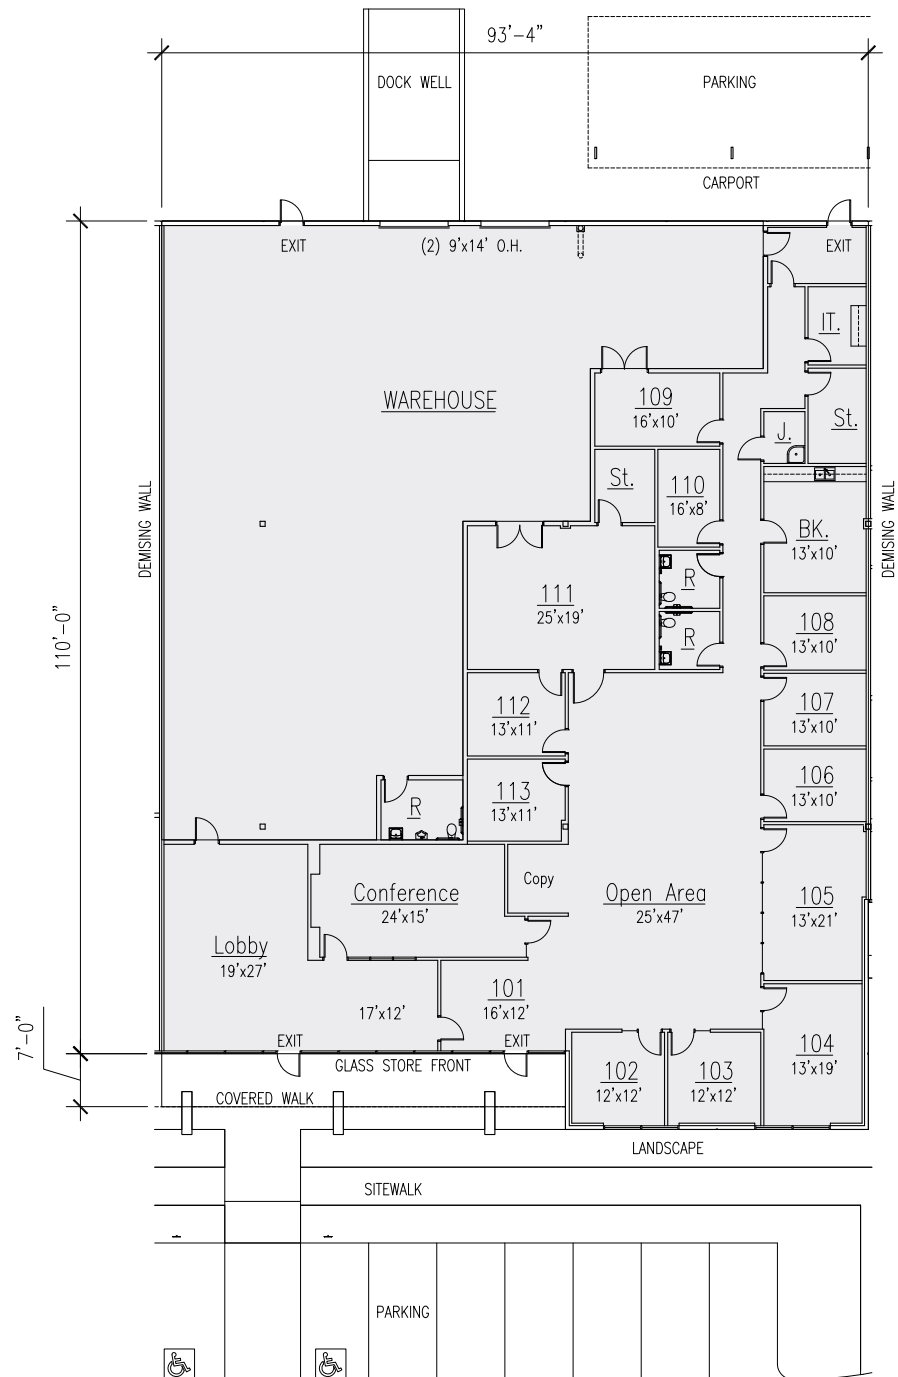 93'-4"
DOCK WELL
PARKING
CARPORT
EXIT
(2) 9'x14' O.H.
EXIT
IT.
WAREHOUSE
109
16'x10'
St.
J.
St.
110
16'x8'
DEMISING WALL
DEMISING WALL
BK.
13'x10'
R
111
25'x19'
110'-0"
R
108
13'x10'
112
13'x11'
107
13'x10'
113
13'x11'
106
13'x10'
R
Copy
Conference
24'x15'
Open Area
25'x47'
105
13'x21'
Lobby
19'x27'
101
16'x12'
17'x12'
7'-0"
EXIT
EXIT
104
13'x19'
GLASS STORE FRONT
102
12'x12'
103
12'x12'
COVERED WALK
LANDSCAPE
SITEWALK
PARKING